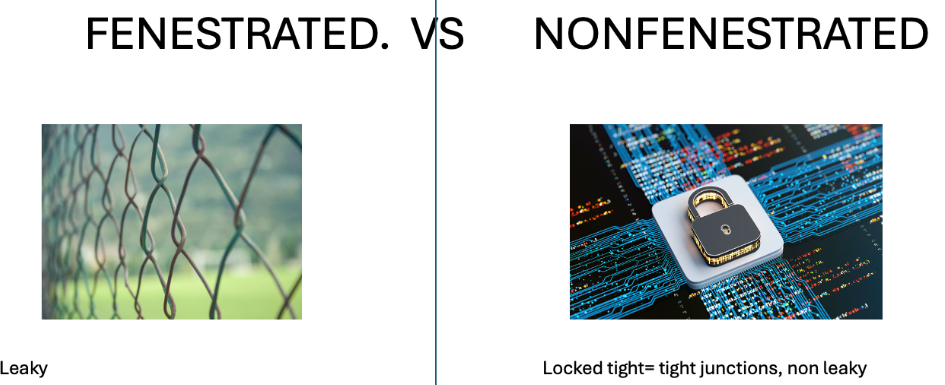 FENESTRATED. VS NONFENESTRATED
Leaky
Locked tight= tight junctions, non leaky